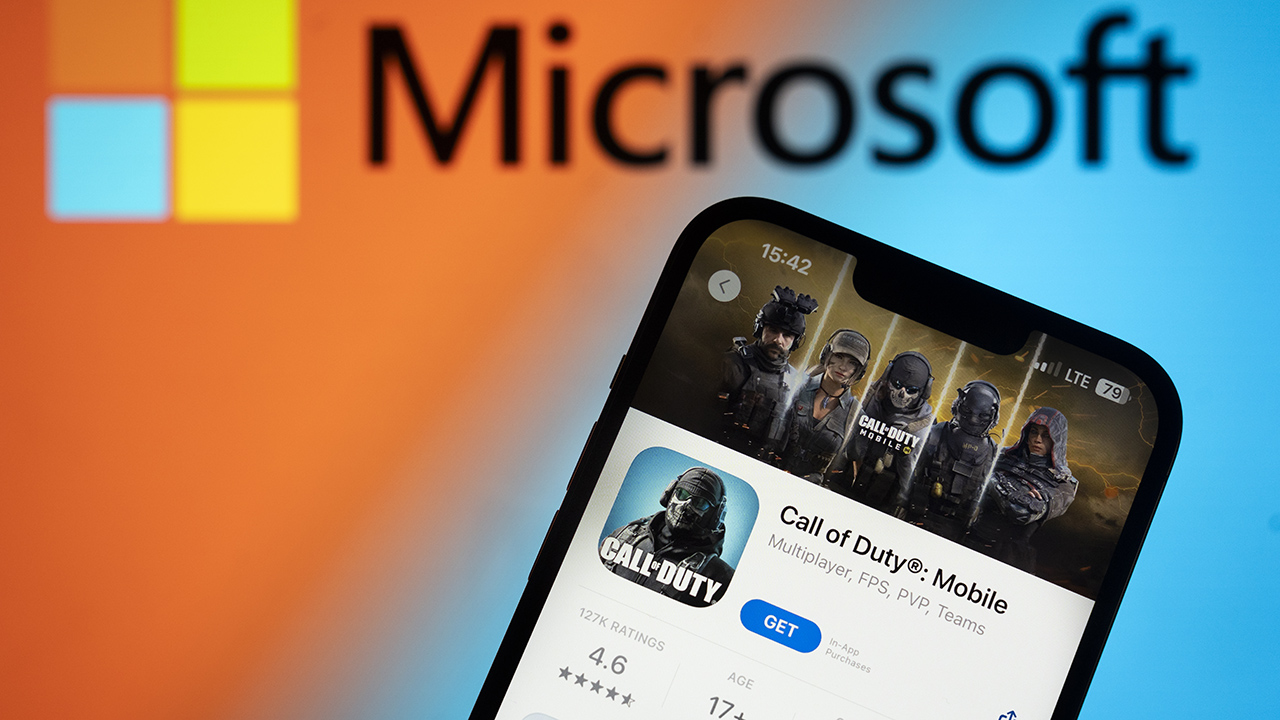 Microsoft
15:42
LTE 79
CALL OF DUTY
MOBILE
CALL OF DUTY
Call of Duty®: Mobile
Multiplayer, FPS, PVP, Teams
GET
In-App
Purchases
127K RATINGS
4.6
AGE
17+